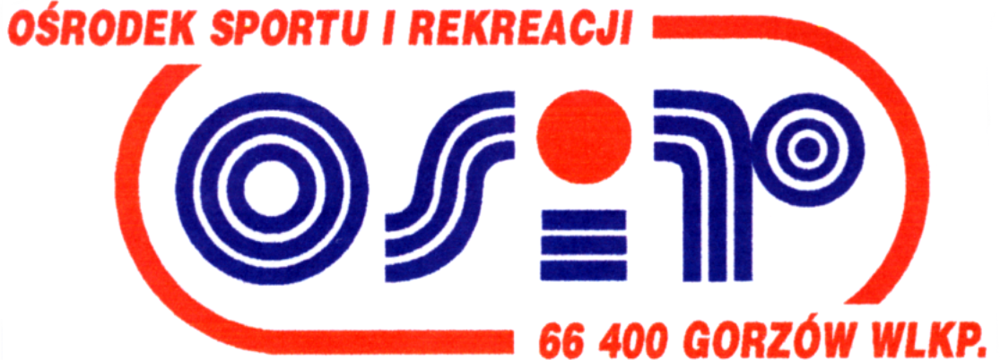 OŚRODEK SPORTU I REKREACJI
OSiR
66 400 GORZÓW WLKP.